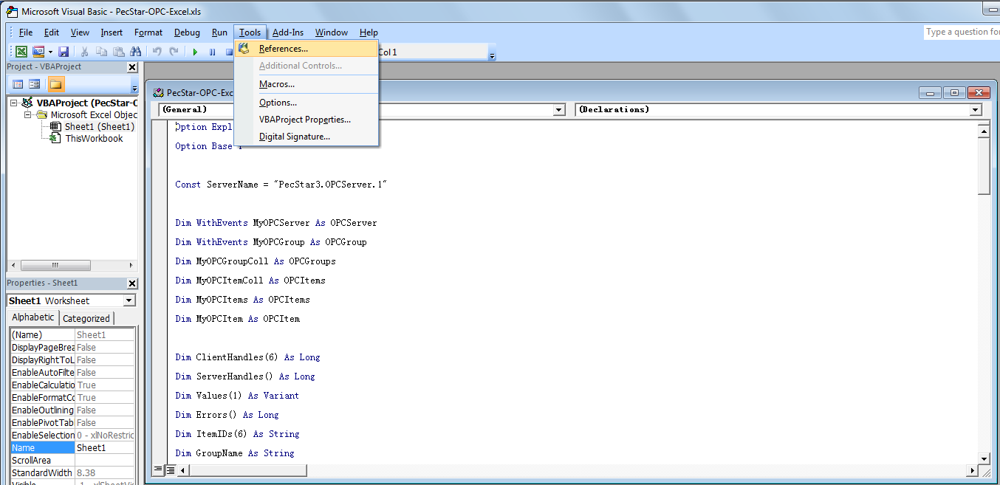 Microsoft Visual Basic - PecStar-OPC-Excel.xls
File Edit View Insert Format Debug Run Tools Add-Ins Window Help
Type a question for
References...
Col 1
Additional Controls...
Macros...
Options...
VBAProject Properties...
Digital Signature...
Project - VBAProject
VBAProject (PecStar-O
Microsoft Excel Objec
Sheet1 (Sheet1)
ThisWorkbook
Properties - Sheet1
Sheet1 Worksheet
Alphabetic Categorized
(Name) Sheet1
DisplayPageBrea False
DisplayRightToL False
EnableAutoFilte False
EnableCalculatio True
EnableFormatCo True
EnableOutlining False
EnablePivotTab False
EnableSelection 0 - xlNoRestric
Name Sheet1
ScrollArea
StandardWidth 8.38
Visible -1 - xlSheetVis
PecStar-OPC-Exc
(General) (Declarations)
Option Expl
Option Base 1
Const ServerName = "PecStar3.OPCServer.1"
Dim WithEvents MyOPCServer As OPCServer
Dim WithEvents MyOPCGroup As OPCGroup
Dim MyOPCGroupColl As OPCGroups
Dim MyOPCItemColl As OPCItems
Dim MyOPCItems As OPCItems
Dim MyOPCItem As OPCItem
Dim ClientHandles(6) As Long
Dim ServerHandles() As Long
Dim Values(1) As Variant
Dim Errors() As Long
Dim ItemIDs(6) As String
Dim GroupName As String